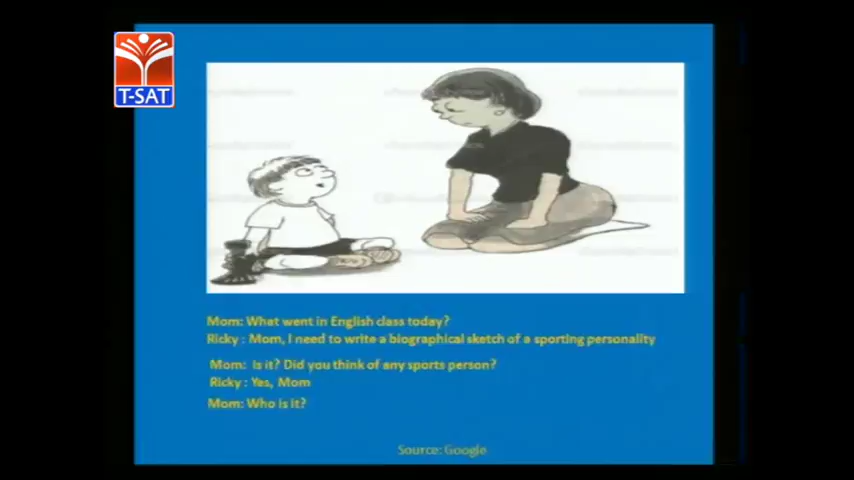 T-SAT
Mom: What went in English class today?
Ricky : Mom, I need to write a biographical sketch of a sporting personality
Mom: Is it? Did you think of any sports person?
Ricky : Yes, Mom
Mom: Who is it?
Source: Google